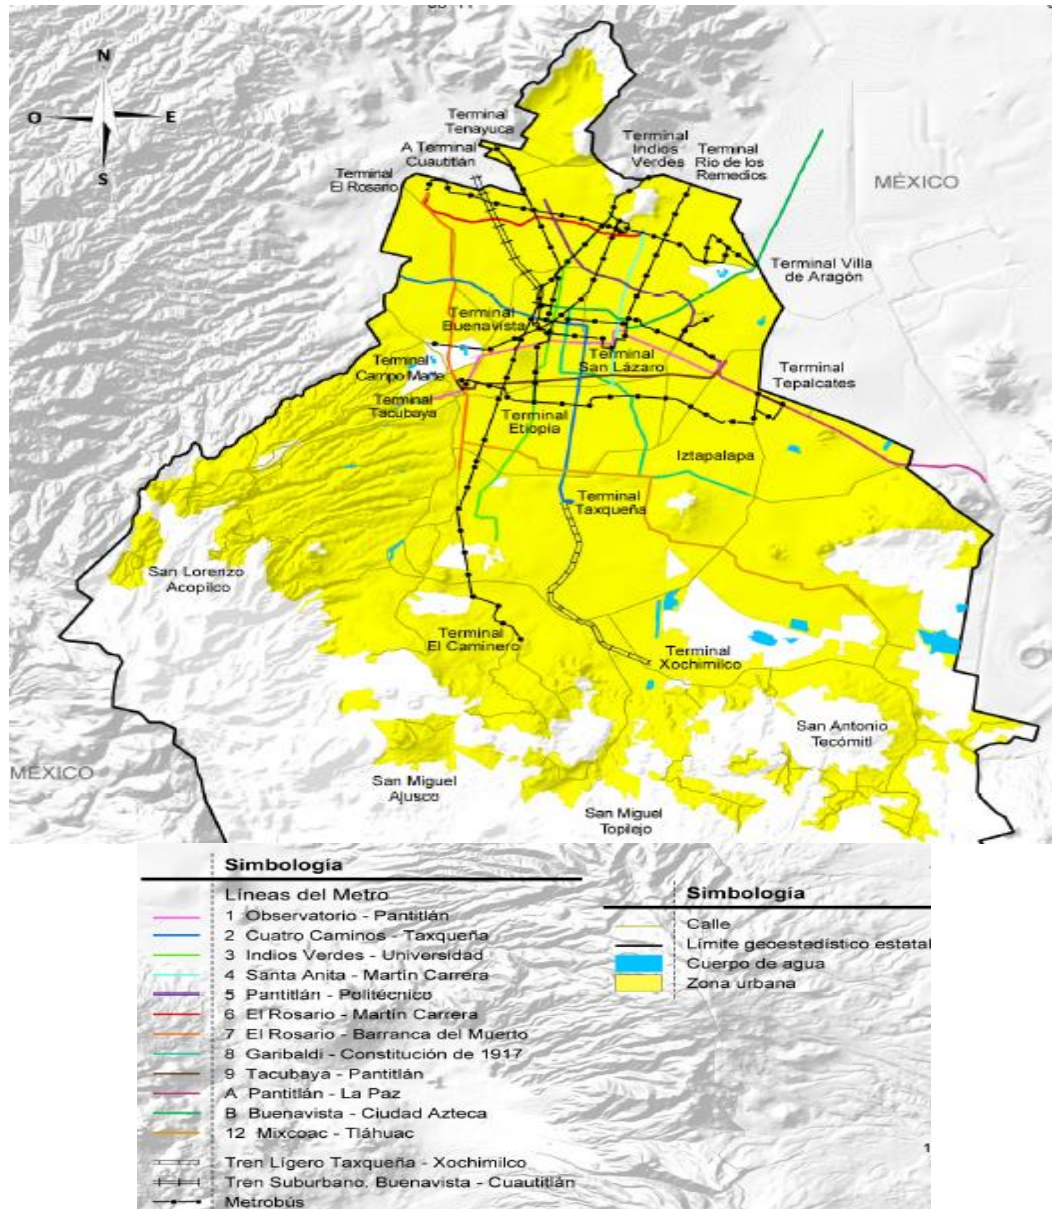 N
O
E
S
Terminal
Tenayuca
A Terminal
Cuautitlán
Terminal
El Rosario
Terminal
Indios
Verdes
Terminal
Río de los
Remedios
MÉXICO
Terminal Villa
de Aragón
Terminal
Buenavista
Terminal
San Lázaro
Terminal
Campo Marte
Terminal
Tepalcates
Terminal
Tacubaya
Terminal
Etiopia
Iztapalapa
Terminal
Taxqueña
San Lorenzo
Acopilco
Terminal
El Caminero
Terminal
Xochimilco
San Antonio
Tecómitl
MÉXICO
San Miguel
Ajusco
San Miguel
Topilejo
Simbología
Líneas del Metro
1 Observatorio - Pantitlán
2 Cuatro Caminos - Taxqueña
3 Indios Verdes - Universidad
4 Santa Anita - Martín Carrera
5 Pantitlán - Politécnico
6 El Rosario - Martín Carrera
7 El Rosario - Barranca del Muerto
8 Garibaldi - Constitución de 1917
9 Tacubaya - Pantitlán
A Pantitlán - La Paz
B Buenavista - Ciudad Azteca
12 Mixcoac - Tláhuac
Tren Lígero Taxqueña - Xochimilco
Tren Suburbano. Buenavista - Cuautitlán
Metrobús
Simbología
Calle
Límite geoestadístico estatal
Cuerpo de agua
Zona urbana
1